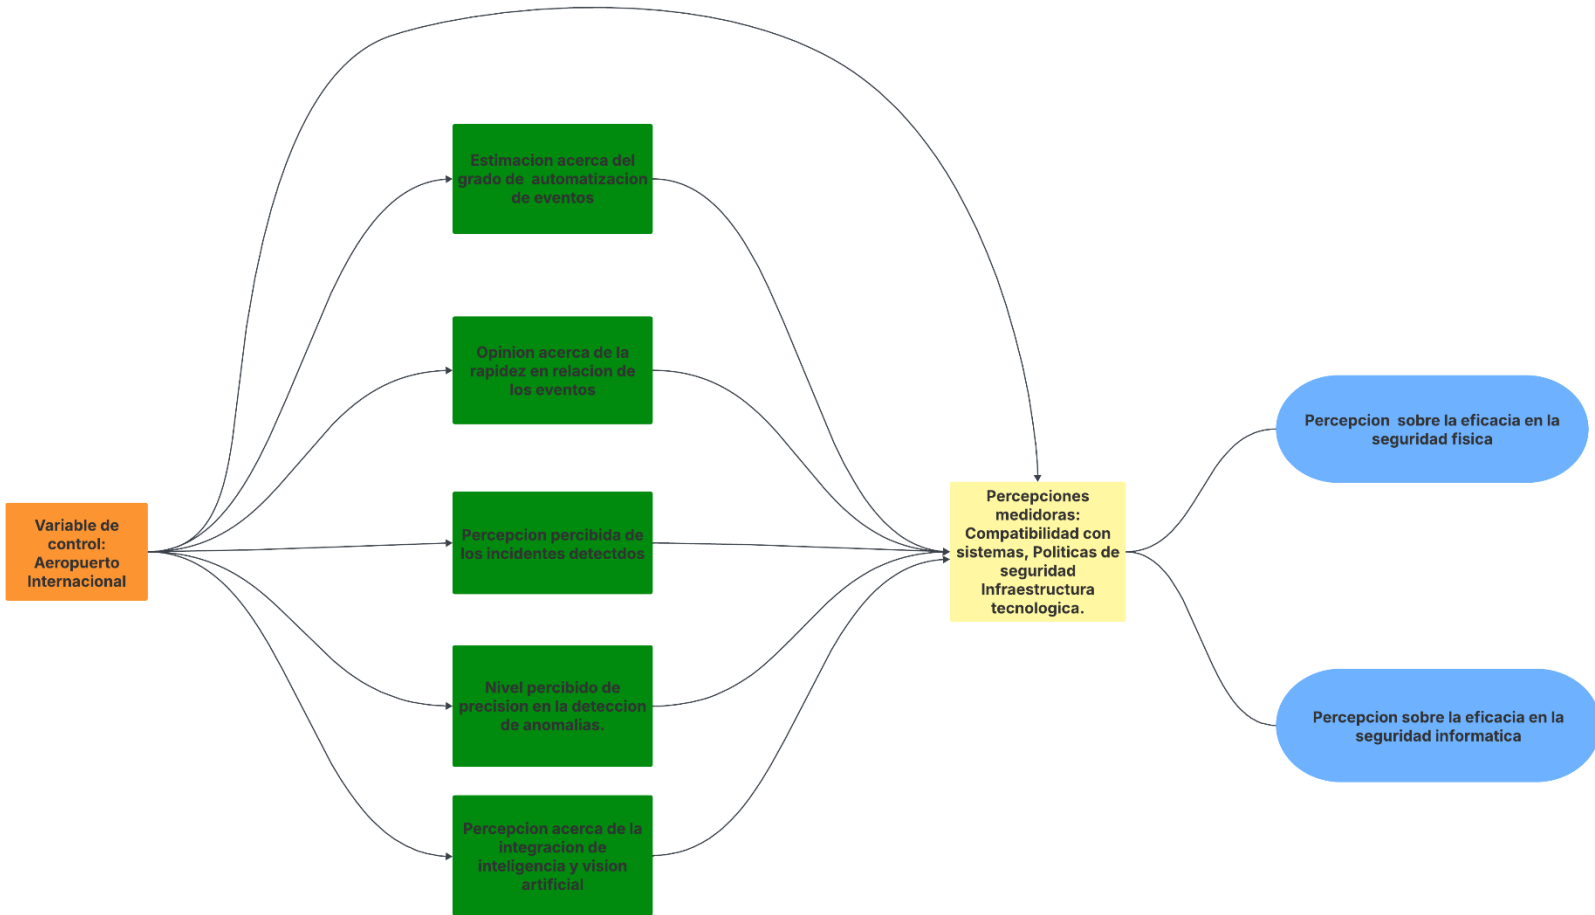 Estimacion acerca del
grado de automatizacion
de eventos
Opinion acerca de la
rapidez en relacion de
los eventos
Variable de
control:
Aeropuerto
Internacional
Percepcion percibida de
los incidentes detectdos
Nivel percibido de
precision en la deteccion
de anomalias.
Percepcion acerca de la
integracion de
inteligencia y vision
artificial
Percepciones
medidoras:
Compatibilidad con
sistemas, Politicas de
seguridad
Infraestructura
tecnologica.
Percepcion sobre la eficacia en la
seguridad fisica
Percepcion sobre la eficacia en la
seguridad informatica